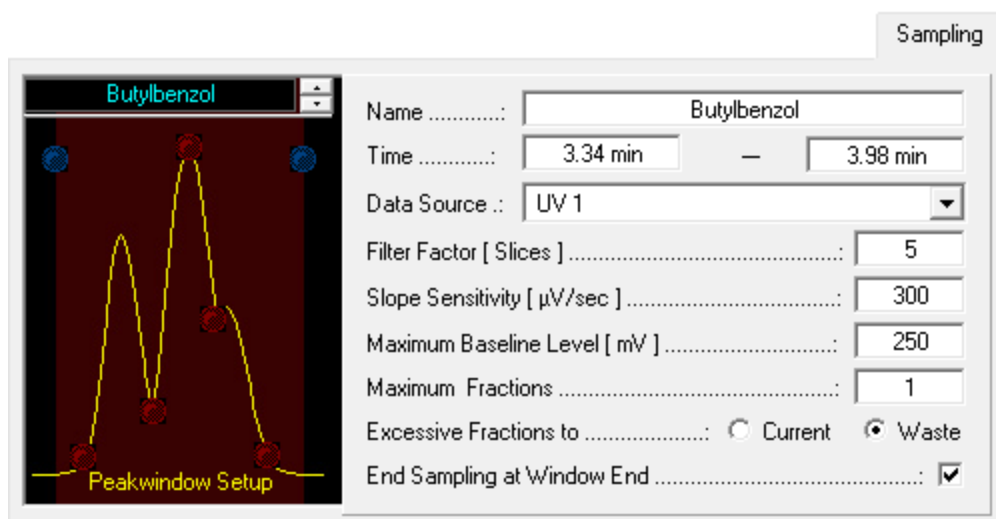 Sampling
Butylbenzol
Peakwindow Setup
Name ............: Butylbenzol
Time ............: 3.34 min — 3.98 min
Data Source .: UV 1
Filter Factor [ Slices ] ..............................................: 5
Slope Sensitivity [ µV/sec ] ...................................: 300
Maximum Baseline Level [ mV ] ............................: 250
Maximum Fractions ..............................................: 1
Excessive Fractions to ....................: Current Waste
End Sampling at Window End ............................................: